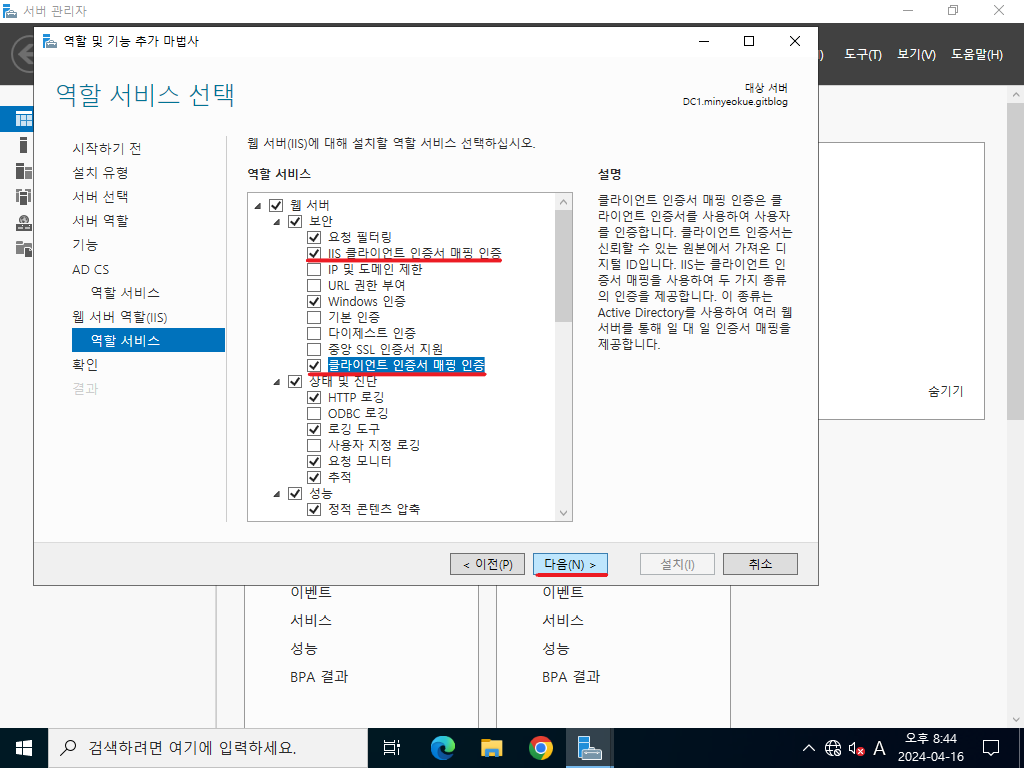 서버 관리자
역할 및 기능 추가 마법사
도구(T) 보기(V) 도움말(H)
역할 서비스 선택
대상 서버
DC1.minyeokue.gitblog
시작하기 전
설치 유형
서버 선택
서버 역할
기능
AD CS
역할 서비스
웹 서버 역할(IIS)
역할 서비스
확인
결과
웹 서버(IIS)에 대해 설치할 역할 서비스 선택하십시오.
역할 서비스
웹 서버
보안
요청 필터링
IIS 클라이언트 인증서 매핑 인증
IP 및 도메인 제한
URL 권한 부여
Windows 인증
기본 인증
다이제스트 인증
중앙 SSL 인증서 지원
클라이언트 인증서 매핑 인증
상태 및 진단
HTTP 로깅
ODBC 로깅
로깅 도구
사용자 지정 로깅
요청 모니터
추적
성능
정적 콘텐츠 압축
설명
클라이언트 인증서 매핑 인증은 클
라이언트 인증서를 사용하여 사용자
를 인증합니다. 클라이언트 인증서는
신뢰할 수 있는 원본에서 가져온 디
지털 ID입니다. IIS는 클라이언트 인
증서 매핑을 사용하여 두 가지 종류
의 인증을 제공합니다. 이 종류는
Active Directory를 사용하여 여러 웹
서버를 통해 일 대 일 인증서 매핑을
제공합니다.
숨기기
< 이전(P) 다음(N) > 설치(I) 취소
이벤트
서비스
성능
BPA 결과
이벤트
서비스
성능
BPA 결과
검색하려면 여기에 입력하세요.
A
오후 8:44
2024-04-16